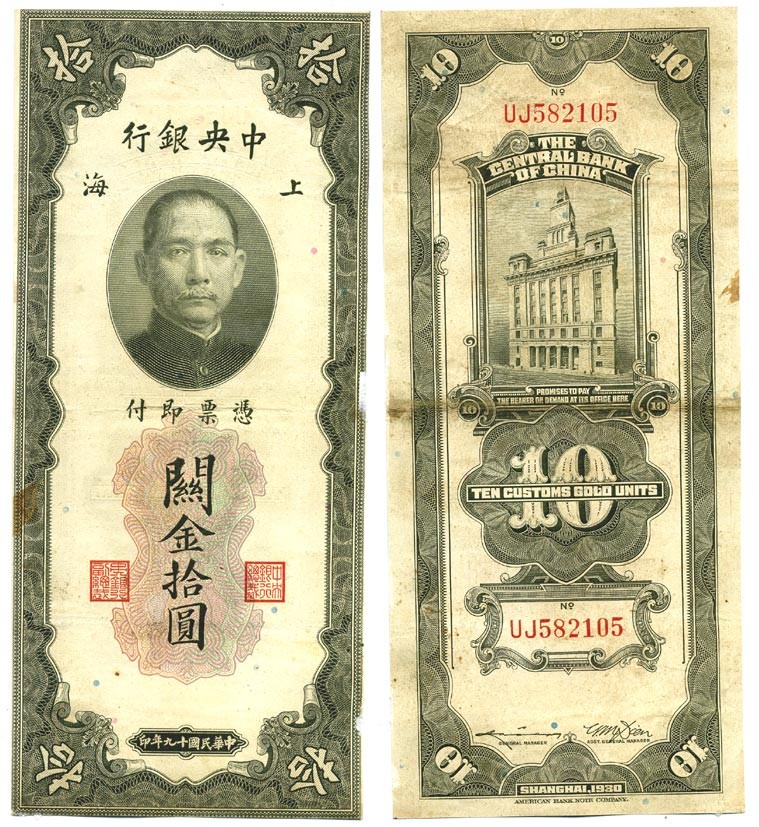 拾 拾
中央銀行
上海
憑票即付
關金拾圓
中華民國十九年印
拾 拾
10 10 10
Nº
UJ582105
THE
CENTRAL BANK
OF CHINA
PROMISES TO PAY
THE BEARER ON DEMAND AT ITS OFFICE HERE
10 10
10
TEN CUSTOMS GOLD UNITS
Nº
UJ582105
GENERAL MANAGER
ASST. GENERAL MANAGER
10 10
SHANGHAI, 1930
AMERICAN BANK NOTE COMPANY.